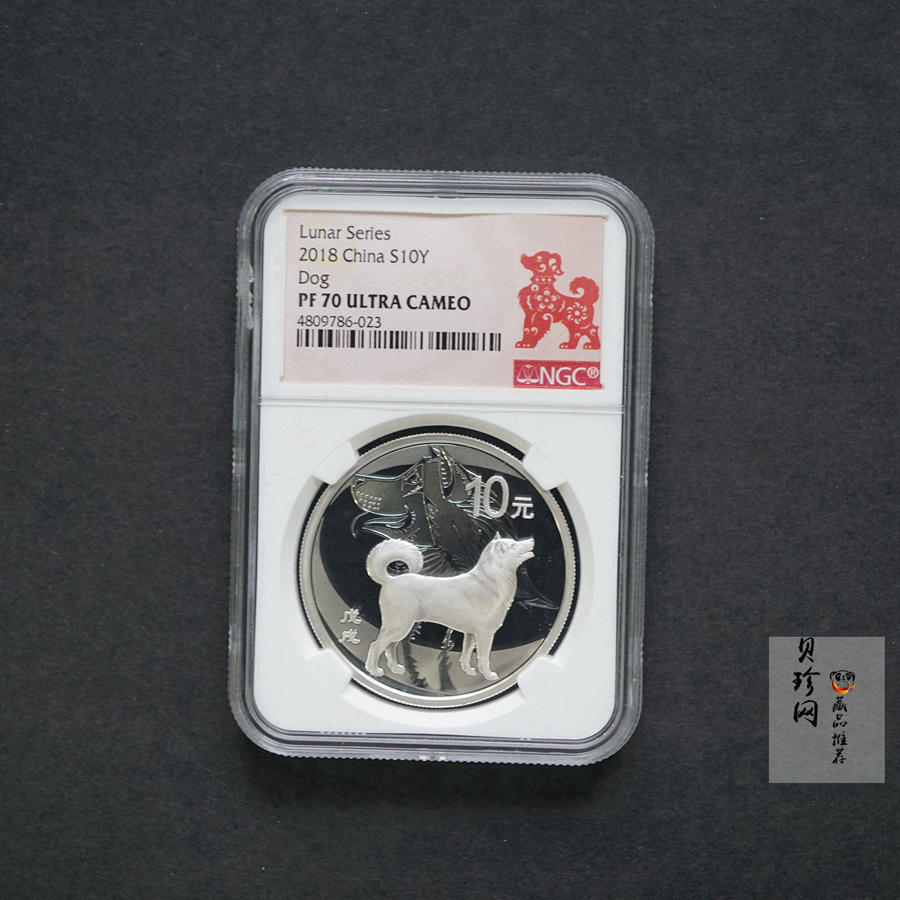 Lunar Series
2018 China S10Y
Dog
PF 70 ULTRA CAMEO
4809786-023
NGC®
10元
戊戌
贝珍网
藏品推荐